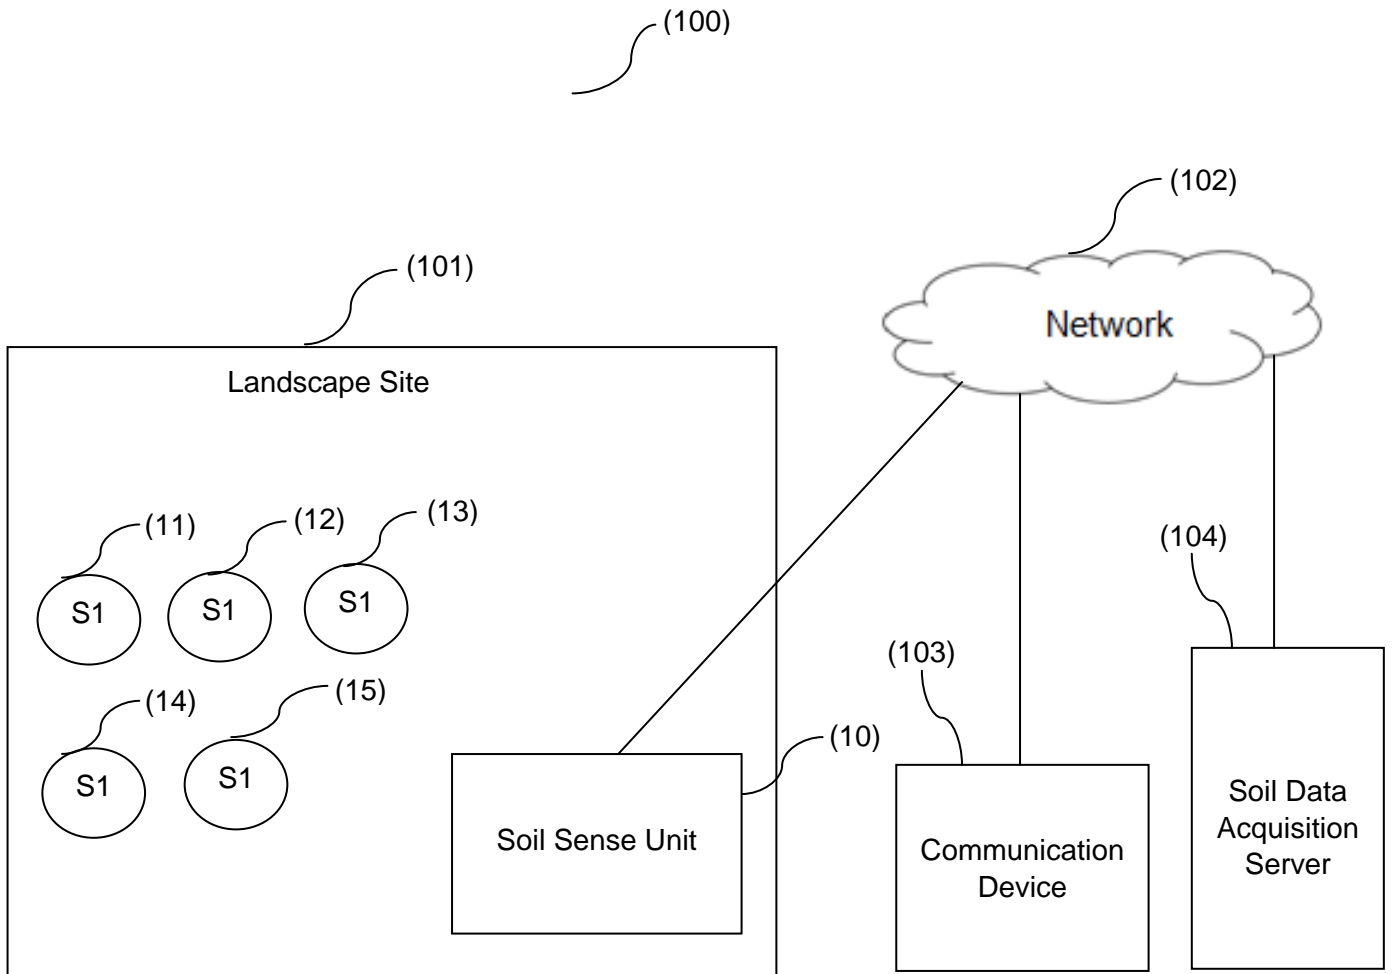 (100)
(102)
(101)
Network
Landscape Site
(11)
(12)
(13)
S1
S1
S1
(104)
(103)
(14)
(15)
(10)
S1
S1
Soil Sense Unit
Communication
Device
Soil Data
Acquisition
Server